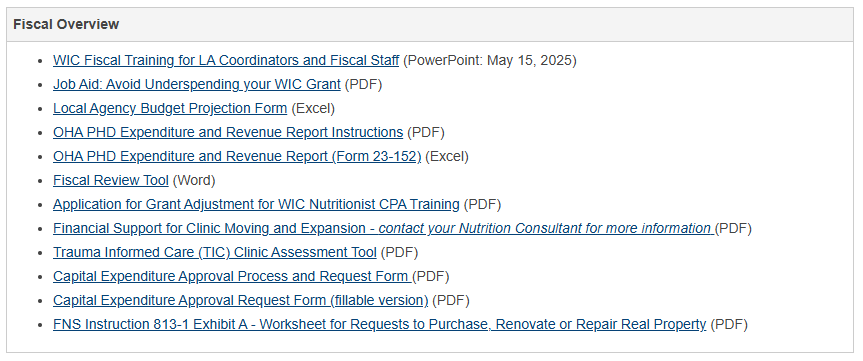 Fiscal Overview
WIC Fiscal Training for LA Coordinators and Fiscal Staff (PowerPoint: May 15, 2025)
Job Aid: Avoid Underspending your WIC Grant (PDF)
Local Agency Budget Projection Form (Excel)
OHA PHD Expenditure and Revenue Report Instructions (PDF)
OHA PHD Expenditure and Revenue Report (Form 23-152) (Excel)
Fiscal Review Tool (Word)
Application for Grant Adjustment for WIC Nutritionist CPA Training (PDF)
Financial Support for Clinic Moving and Expansion - contact your Nutrition Consultant for more information (PDF)
Trauma Informed Care (TIC) Clinic Assessment Tool (PDF)
Capital Expenditure Approval Process and Request Form (PDF)
Capital Expenditure Approval Request Form (fillable version) (PDF)
FNS Instruction 813-1 Exhibit A - Worksheet for Requests to Purchase, Renovate or Repair Real Property (PDF)